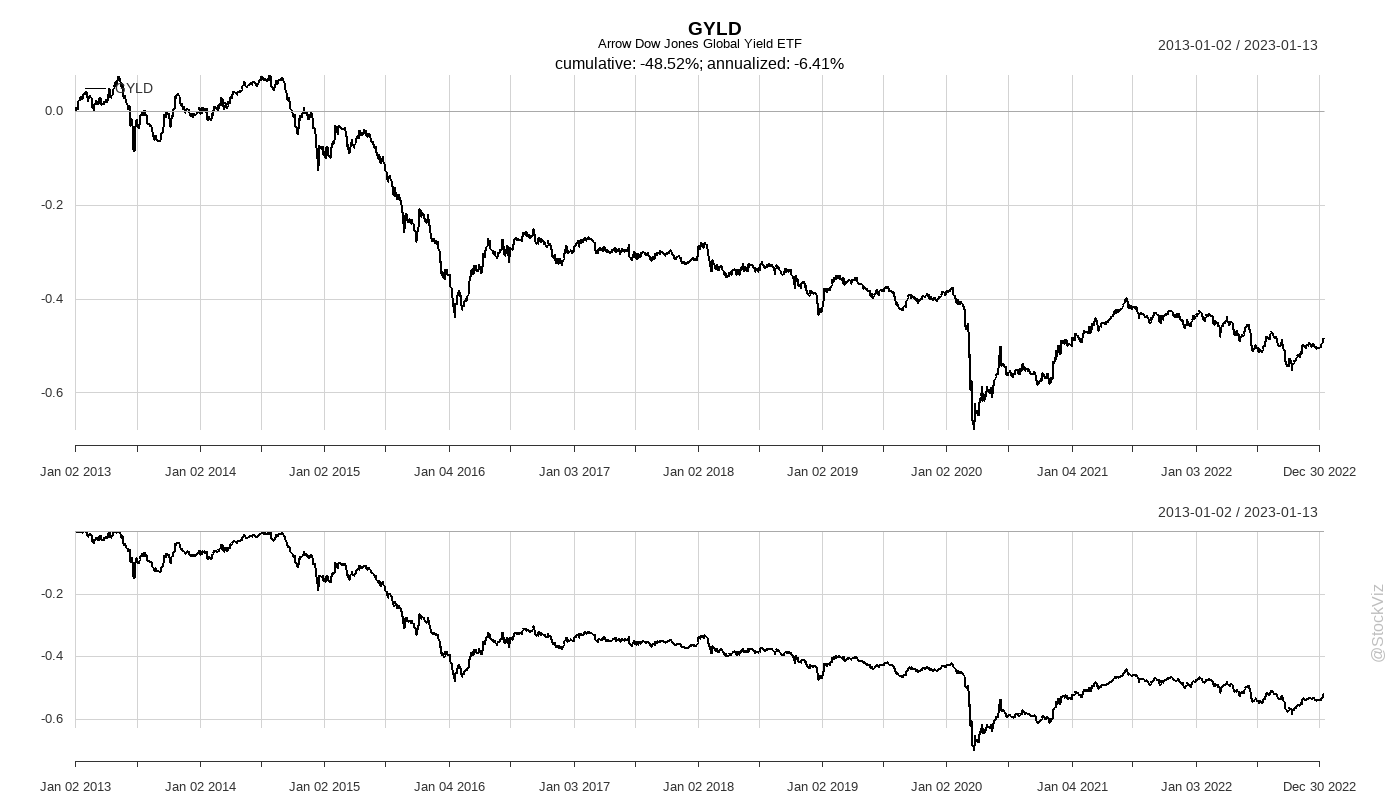 GYLD
Arrow Dow Jones Global Yield ETF
2013-01-02 / 2023-01-13
cumulative: -48.52%; annualized: -6.41%
GYLD
0.0
-0.2
-0.4
-0.6
Jan 02 2013 Jan 02 2014 Jan 02 2015 Jan 04 2016 Jan 03 2017 Jan 02 2018 Jan 02 2019 Jan 02 2020 Jan 04 2021 Jan 03 2022 Dec 30 2022
2013-01-02 / 2023-01-13
-0.2
-0.4
-0.6
Jan 02 2013 Jan 02 2014 Jan 02 2015 Jan 04 2016 Jan 03 2017 Jan 02 2018 Jan 02 2019 Jan 02 2020 Jan 04 2021 Jan 03 2022 Dec 30 2022
@StockViz